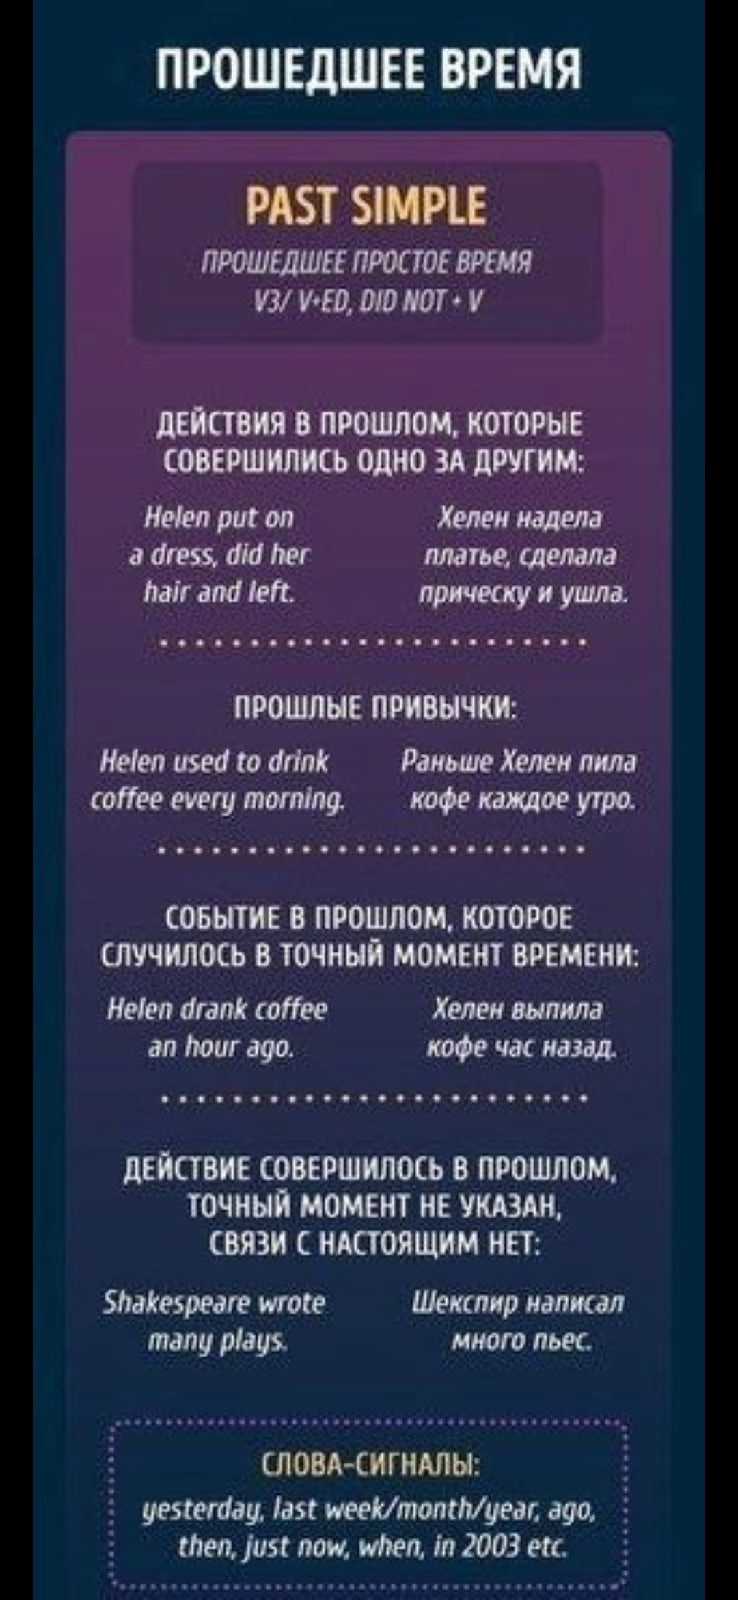 ПРОШЕДШЕЕ ВРЕМЯ
PAST SIMPLE
ПРОШЕДШЕЕ ПРОСТОЕ ВРЕМЯ
V3/ V+ED, DID NOT + V
ДЕЙСТВИЯ В ПРОШЛОМ, КОТОРЫЕ
СОВЕРШИЛИСЬ ОДНО ЗА ДРУГИМ:
Helen put on
a dress, did her
hair and left.
Хелен надела
платье, сделала
прическу и ушла.
ПРОШЛЫЕ ПРИВЫЧКИ:
Helen used to drink
coffee every morning.
Раньше Хелен пила
кофе каждое утро.
СОБЫТИЕ В ПРОШЛОМ, КОТОРОЕ
СЛУЧИЛОСЬ В ТОЧНЫЙ МОМЕНТ ВРЕМЕНИ:
Helen drank coffee
an hour ago.
Хелен выпила
кофе час назад.
ДЕЙСТВИЕ СОВЕРШИЛОСЬ В ПРОШЛОМ,
ТОЧНЫЙ МОМЕНТ НЕ УКАЗАН,
СВЯЗИ С НАСТОЯЩИМ НЕТ:
Shakespeare wrote
many plays.
Шекспир написал
много пьес.
СЛОВА-СИГНАЛЫ:
yesterday, last week/month/year, ago,
then, just now, when, in 2003 etc.